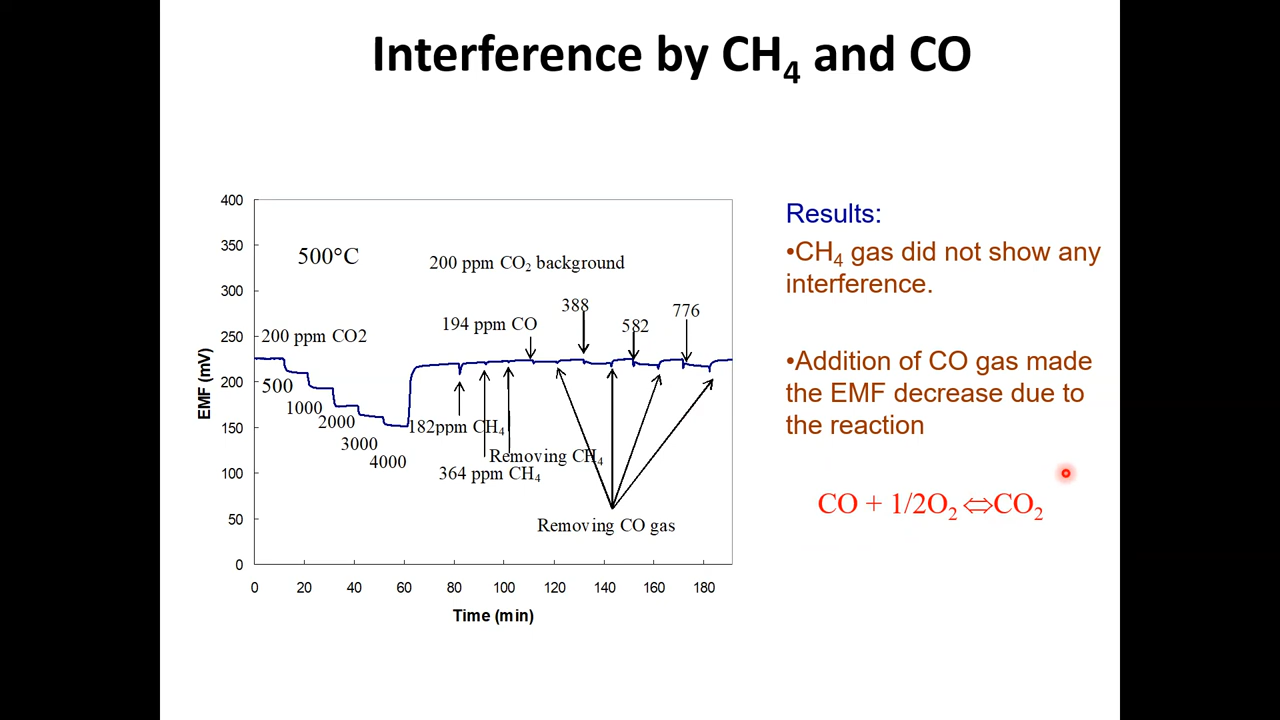 Interference by CH₄ and CO
400
350
300
250
200
150
100
50
0
EMF (mV)
0 20 40 60 80 100 120 140 160 180
Time (min)
500°C
200 ppm CO₂ background
200 ppm CO2
500
1000
2000
3000
4000
194 ppm CO
388
582
776
182ppm CH₄
364 ppm CH₄
Removing CH₄
Removing CO gas
Results:
•CH₄ gas did not show any
interference.
•Addition of CO gas made
the EMF decrease due to
the reaction
CO + 1/2O₂ ⇔CO₂